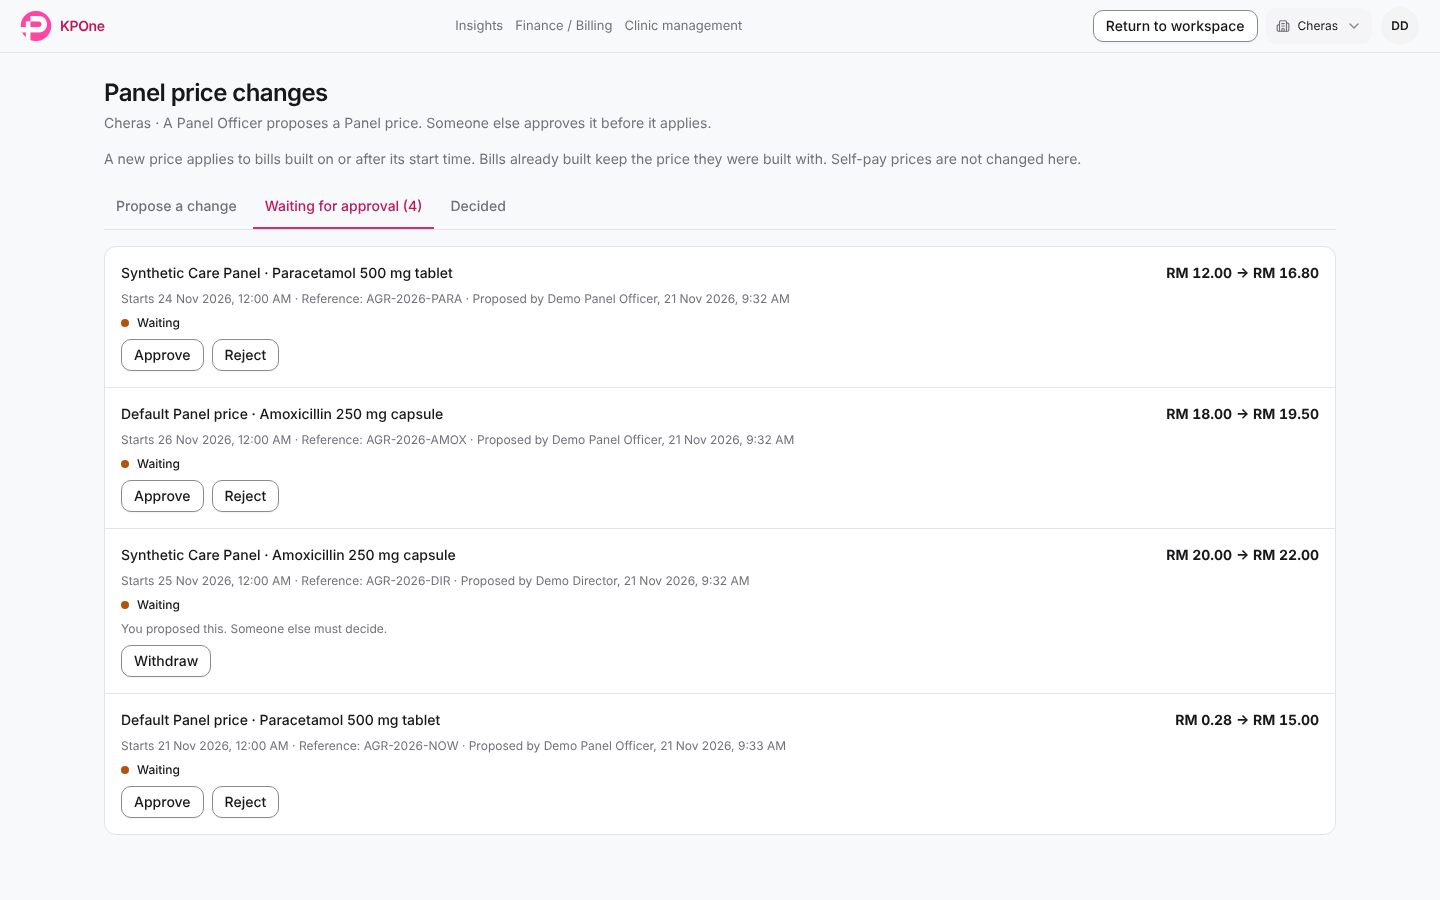 KPOne
Insights
Finance / Billing
Clinic management
Return to workspace
Cheras
DD
Panel price changes
Cheras · A Panel Officer proposes a Panel price. Someone else approves it before it applies.
A new price applies to bills built on or after its start time. Bills already built keep the price they were built with. Self-pay prices are not changed here.
Propose a change
Waiting for approval (4)
Decided
Synthetic Care Panel · Paracetamol 500 mg tablet
RM 12.00 → RM 16.80
Starts 24 Nov 2026, 12:00 AM · Reference: AGR-2026-PARA · Proposed by Demo Panel Officer, 21 Nov 2026, 9:32 AM
Waiting
Approve
Reject
Default Panel price · Amoxicillin 250 mg capsule
RM 18.00 → RM 19.50
Starts 26 Nov 2026, 12:00 AM · Reference: AGR-2026-AMOX · Proposed by Demo Panel Officer, 21 Nov 2026, 9:32 AM
Waiting
Approve
Reject
Synthetic Care Panel · Amoxicillin 250 mg capsule
RM 20.00 → RM 22.00
Starts 25 Nov 2026, 12:00 AM · Reference: AGR-2026-DIR · Proposed by Demo Director, 21 Nov 2026, 9:32 AM
Waiting
You proposed this. Someone else must decide.
Withdraw
Default Panel price · Paracetamol 500 mg tablet
RM 0.28 → RM 15.00
Starts 21 Nov 2026, 12:00 AM · Reference: AGR-2026-NOW · Proposed by Demo Panel Officer, 21 Nov 2026, 9:33 AM
Waiting
Approve
Reject